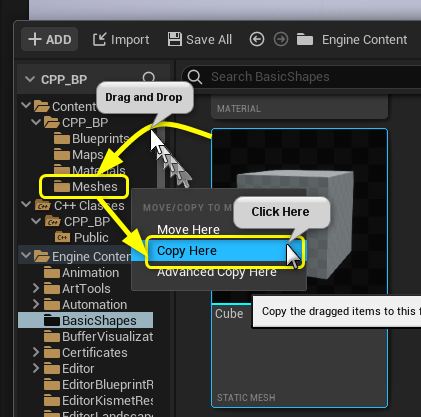 + ADD Import Save All Engine Content
CPP_BP
Search BasicShapes
Drag and Drop
Content
CPP_BP
Blueprints
Maps
Materials
Meshes
C++ Classes
CPP_BP
Public
Engine Content
Animation
ArtTools
Automation
BasicShapes
BufferVisualizat
Certificates
Editor
EditorBlueprintR
EditorKismetRes
EditorLandscape
MATERIAL
MOVE/COPY TO M
Click Here
Move Here
Copy Here
Advanced Copy Here
Cube
Copy the dragged items to this f
STATIC MESH